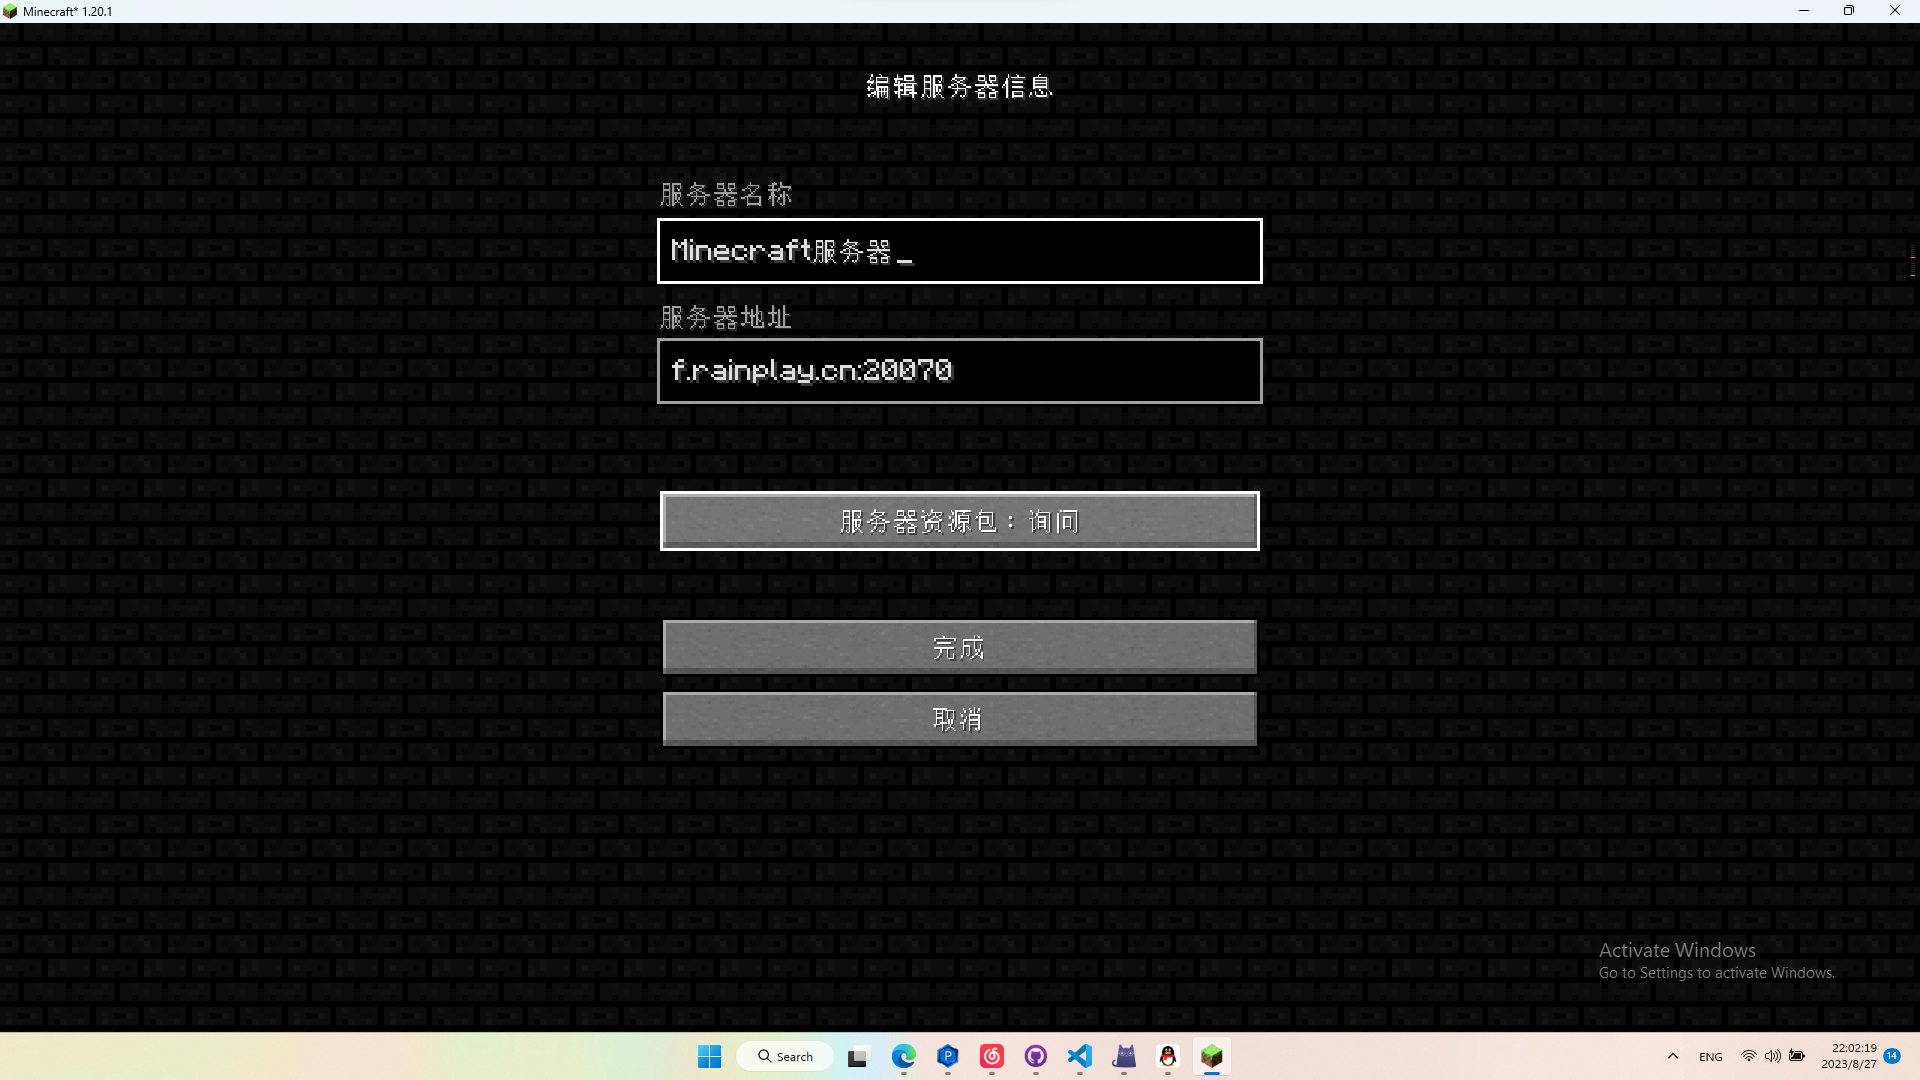 Minecraft* 1.20.1
编辑服务器信息
服务器名称
Minecraft服务器_
服务器地址
f.rainplay.cn:20070
服务器资源包：询问
完成
取消
Activate Windows
Go to Settings to activate Windows.
Search
ENG
22:02:19
2023/8/27
14